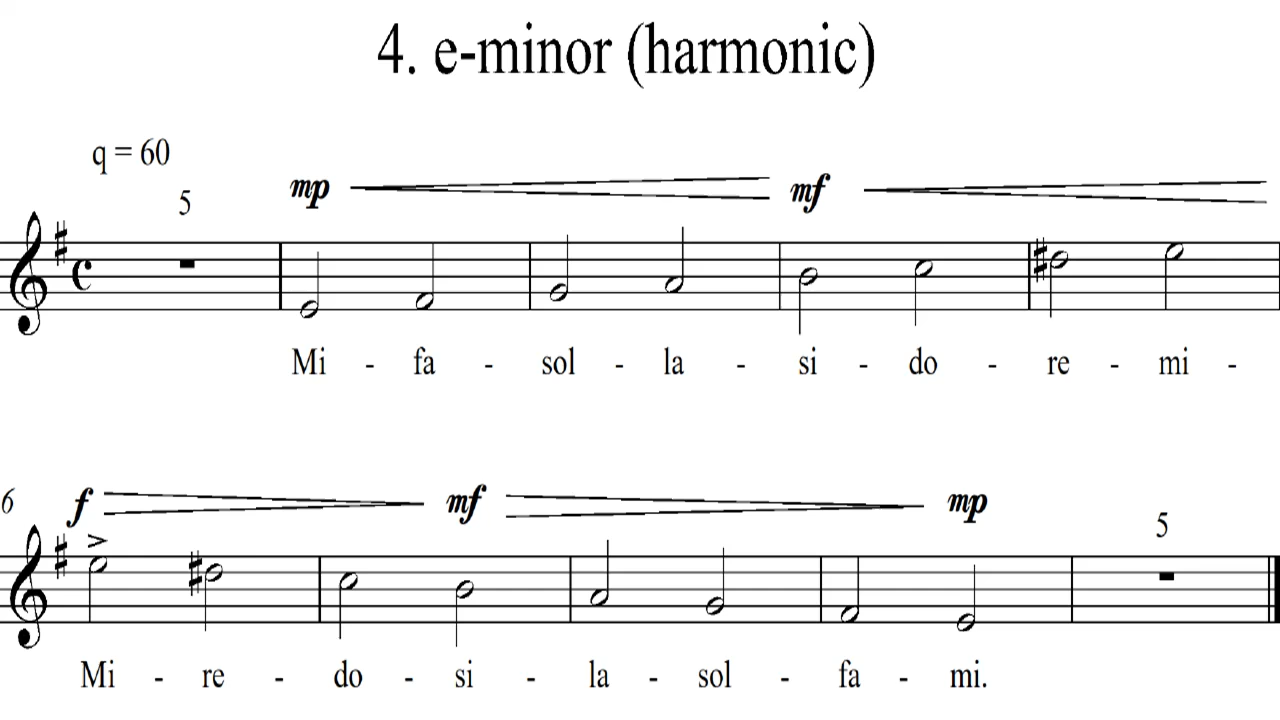 4. e-minor (harmonic)
q = 60
5
mp mf
Mi - fa - sol - la - si - do - re - mi -
6 f mf mp
5
Mi - re - do - si - la - sol - fa - mi.